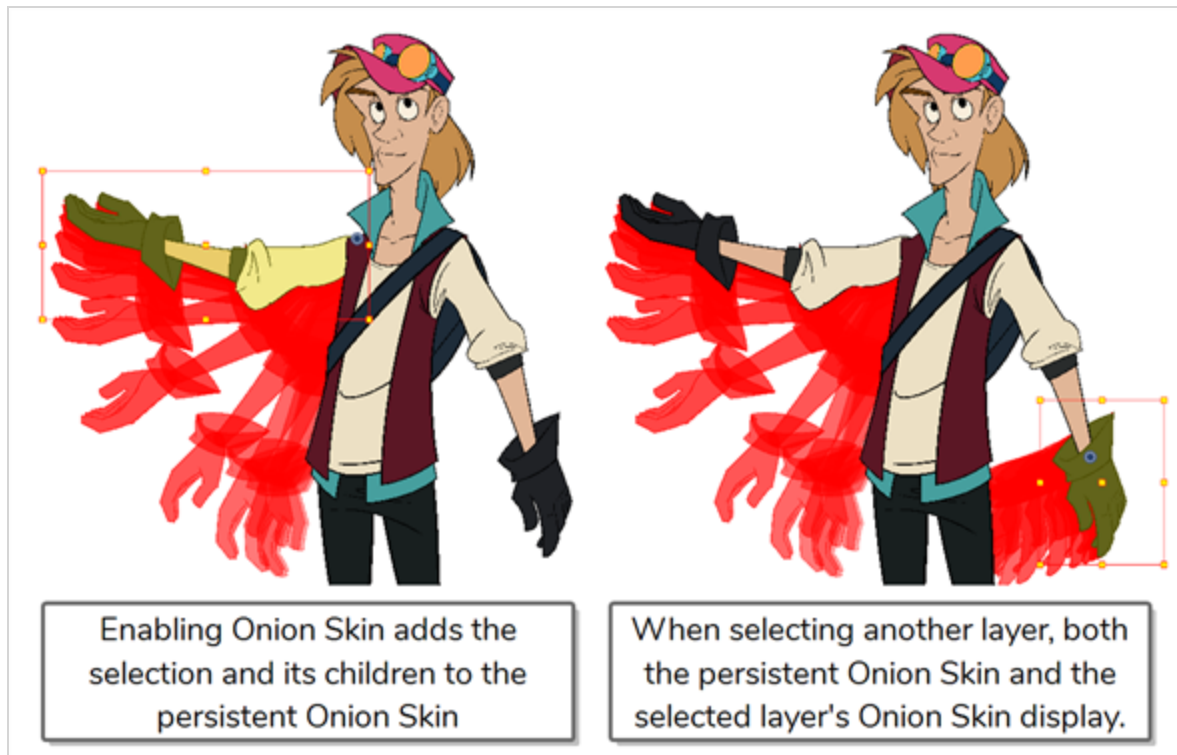 Enabling Onion Skin adds the
selection and its children to the
persistent Onion Skin
When selecting another layer, both
the persistent Onion Skin and the
selected layer's Onion Skin display.